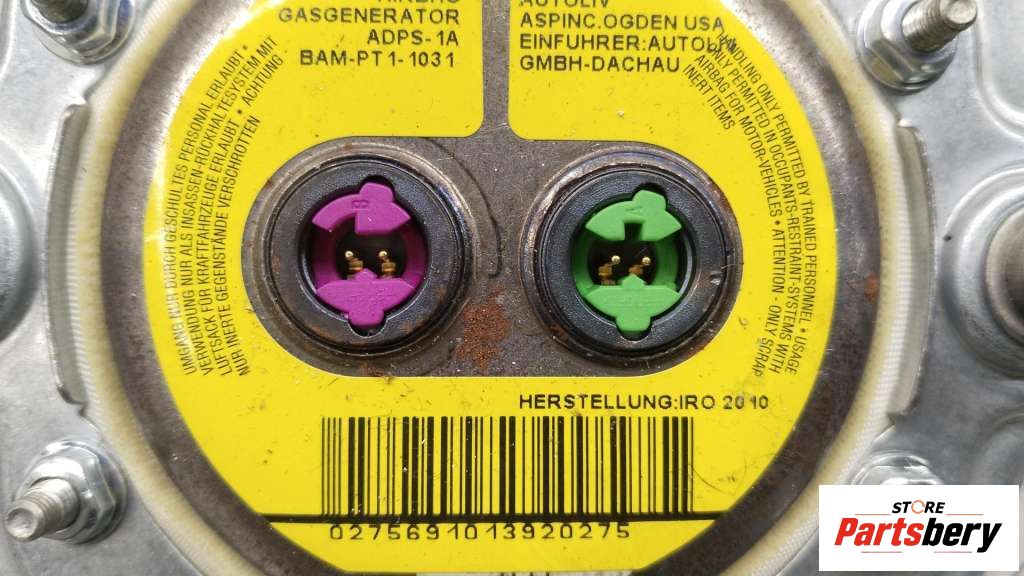 GASGENERATOR
ADPS-1A
BAM-PT1-1031
AUTOLIV
ASPINC.OGDEN USA
EINFUHRER:AUTOLIV
GMBH-DACHAU
UMGANG NUR DURCH GESCHULTES PERSONAL ERLAUBT •
VERWENDUNG NUR ALS INSASSEN-RÜCKHALTESYSTEM MIT
LUFTSACK FÜR KRAFTFAHRZEUGE ERLAUBT • ACHTUNG
NUR INERTE GEGENSTÄNDE VERSCHROTTEN
HANDLING ONLY PERMITTED BY TRAINED PERSONNEL • USAGE
ONLY PERMITTED IN OCCUPANTS-RESTRAINT-SYSTEMS WITH
AIRBAG FOR MOTOR-VEHICLES • ATTENTION - ONLY SCRAP
INERT ITEMS
HERSTELLUNG:IRO 2010
0275691013920275
STORE
Partsbery